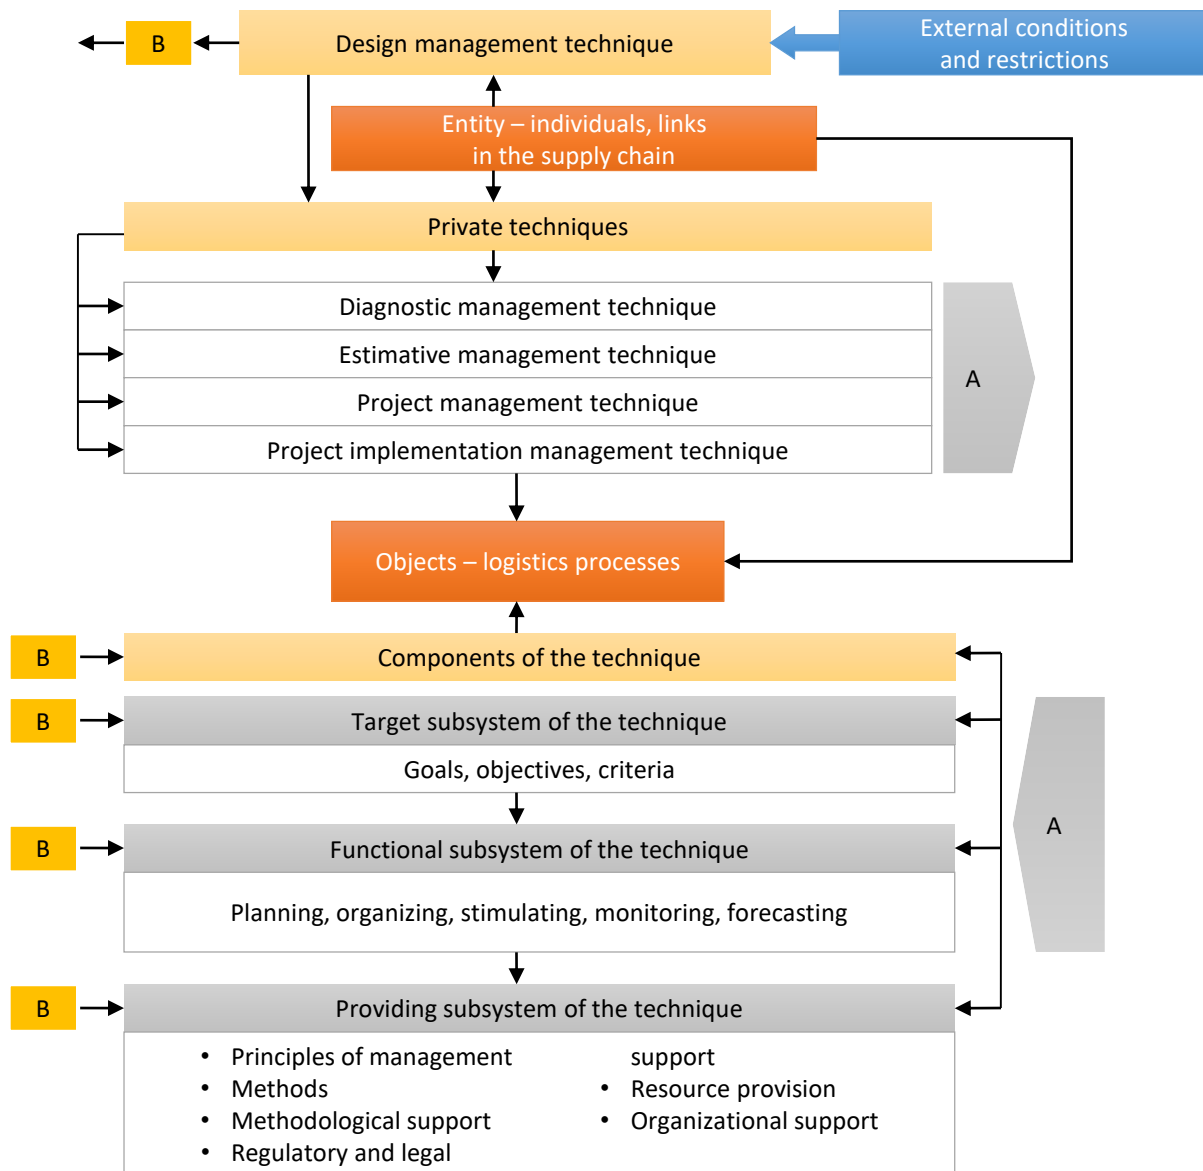 B
Design management technique
External conditions
and restrictions
Entity – individuals, links
in the supply chain
Private techniques
Diagnostic management technique
Estimative management technique
Project management technique
Project implementation management technique
A
Objects – logistics processes
B
Components of the technique
B
Target subsystem of the technique
Goals, objectives, criteria
A
B
Functional subsystem of the technique
Planning, organizing, stimulating, monitoring, forecasting
B
Providing subsystem of the technique
• Principles of management
• Methods
• Methodological support
• Regulatory and legal
support
• Resource provision
• Organizational support